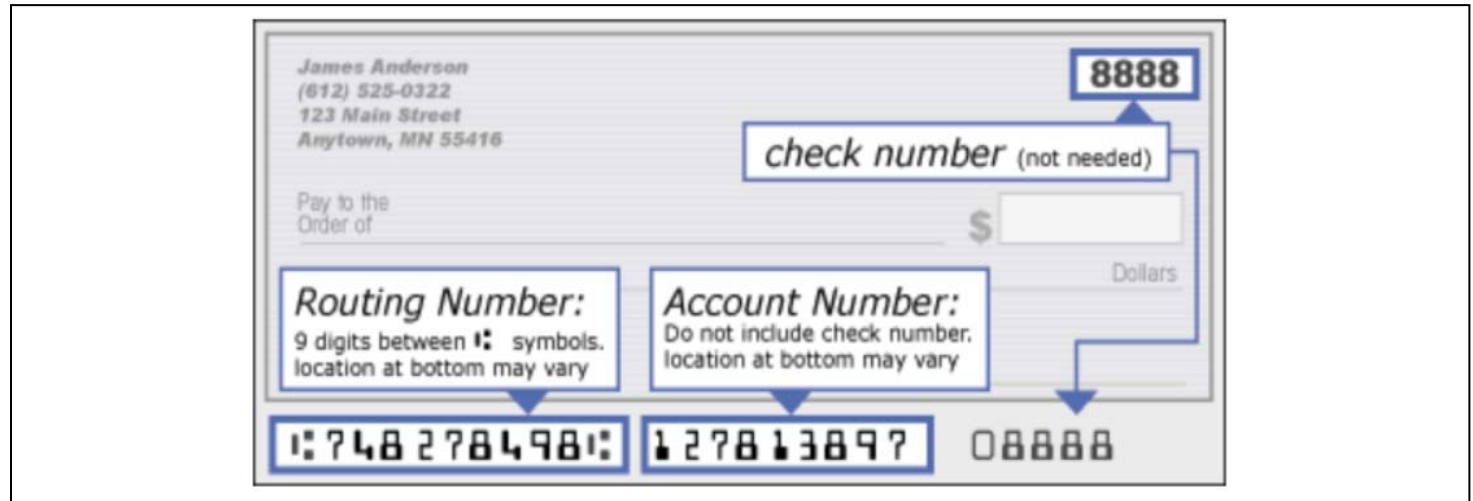 James Anderson
(612) 525-0322
123 Main Street
Anytown, MN 55416
8888
check number (not needed)
Pay to the
Order of
$
Dollars
Routing Number:
9 digits between ⑆ symbols.
location at bottom may vary
Account Number:
Do not include check number.
location at bottom may vary
⑆748278498⑆ 127813897 08888